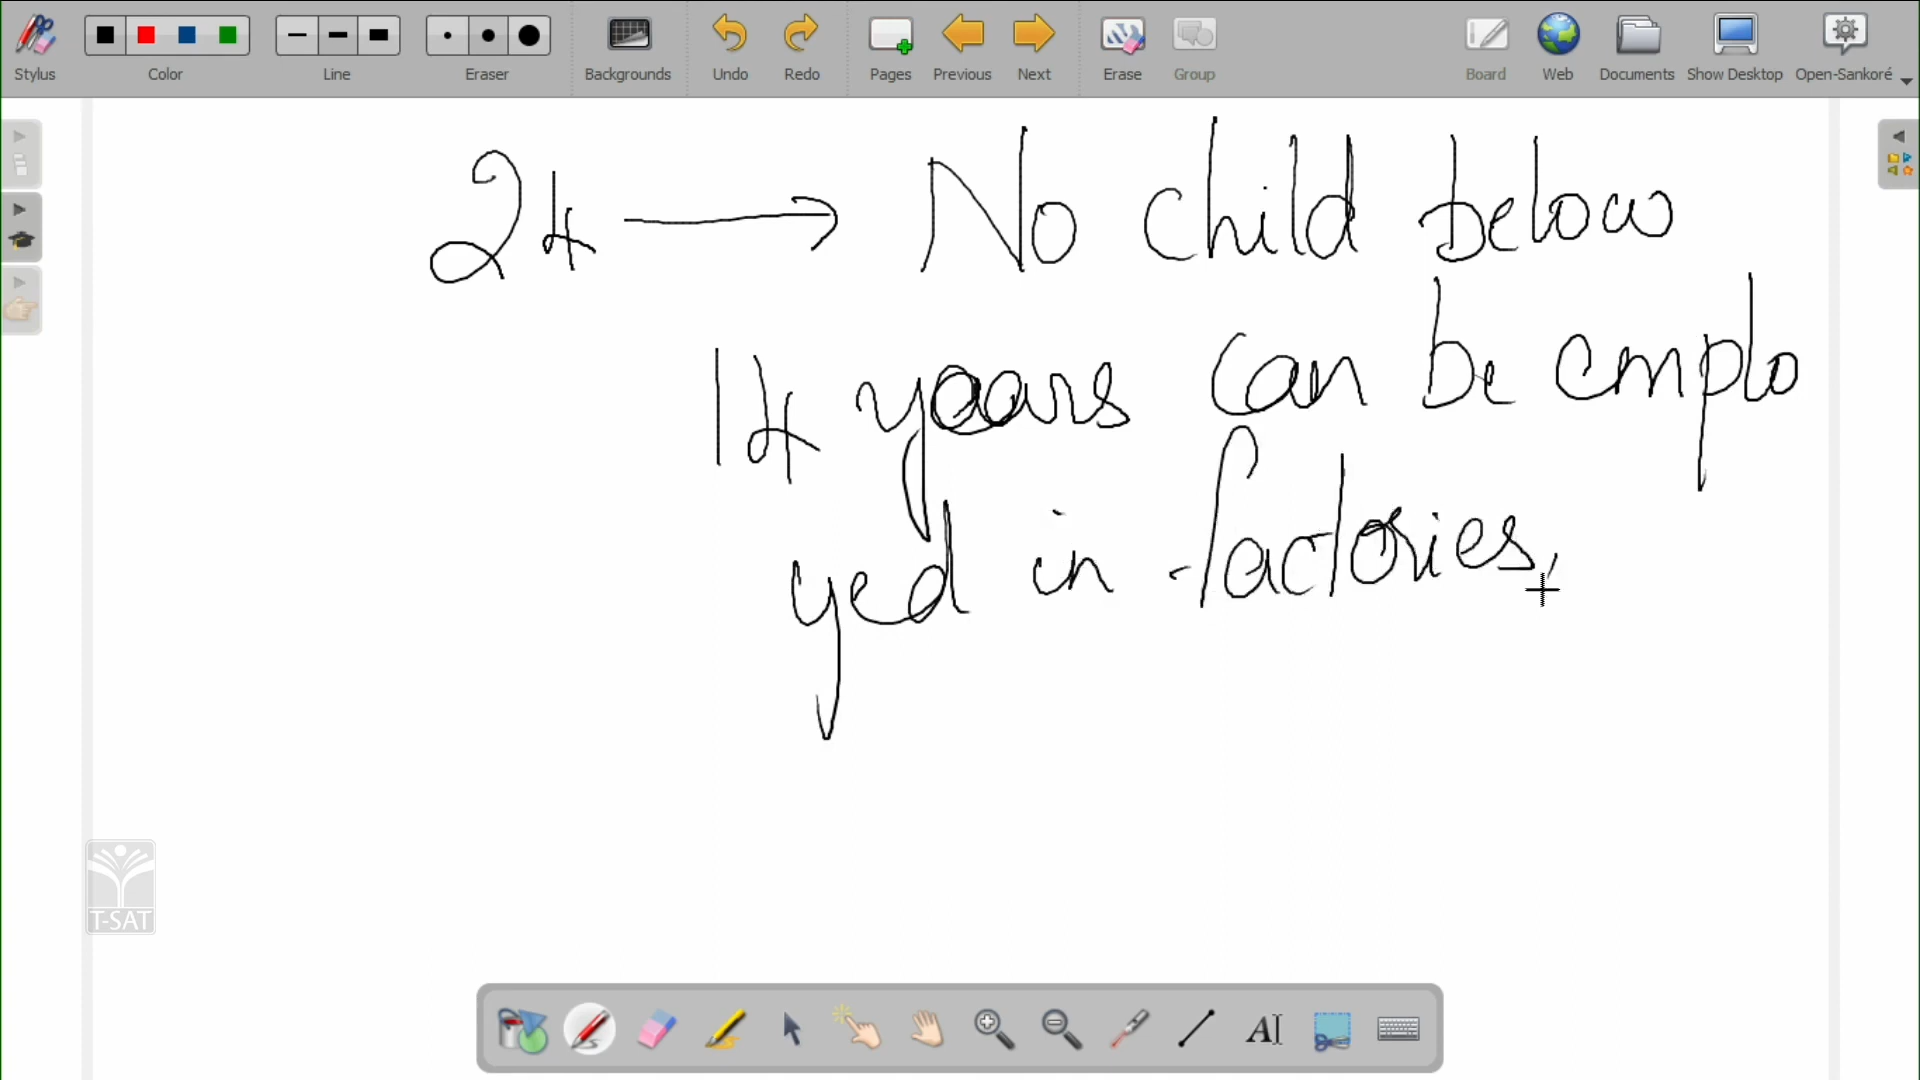 Stylus Color Line Eraser Backgrounds Undo Redo Pages Previous Next Erase Group Board Web Documents Show Desktop Open-Sankoré
24 → No child below
14 years can be emplo
yed in factories,
T-SAT
AI